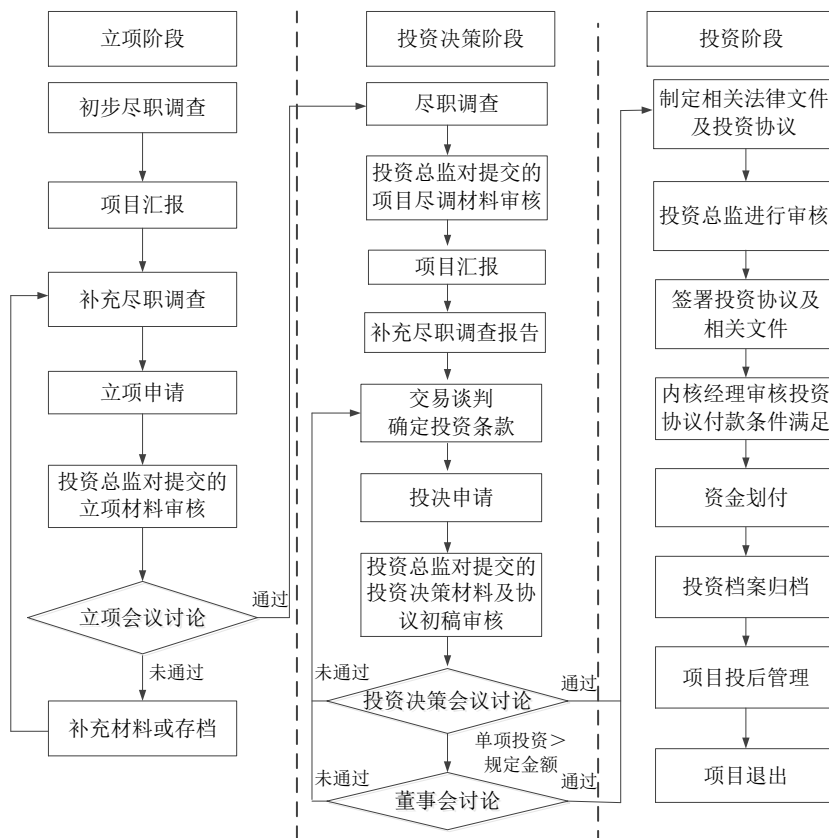 立项阶段
初步尽职调查
项目汇报
补充尽职调查
立项申请
投资总监对提交的
立项材料审核
立项会议讨论
通过
未通过
补充材料或存档
投资决策阶段
尽职调查
投资总监对提交的
项目尽调材料审核
项目汇报
补充尽职调查报告
交易谈判
确定投资条款
投决申请
投资总监对提交的
投资决策材料及协
议初稿审核
未通过
投资决策会议讨论
通过
单项投资＞
规定金额
未通过
董事会讨论
通过
投资阶段
制定相关法律文件
及投资协议
投资总监进行审核
签署投资协议及
相关文件
内核经理审核投资
协议付款条件满足
资金划付
投资档案归档
项目投后管理
项目退出